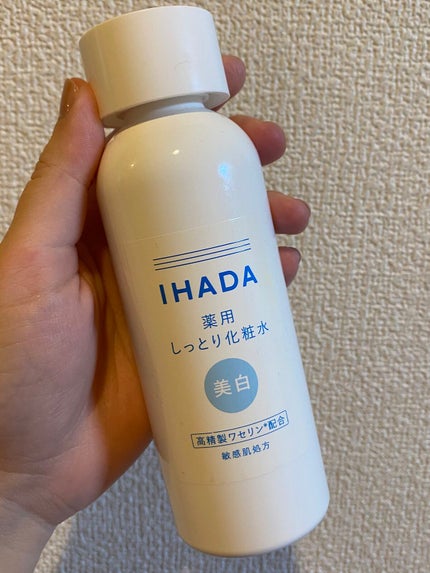 IHADA
薬用
しっとり化粧水
美白
高精製ワセリン*配合
敏感肌処方